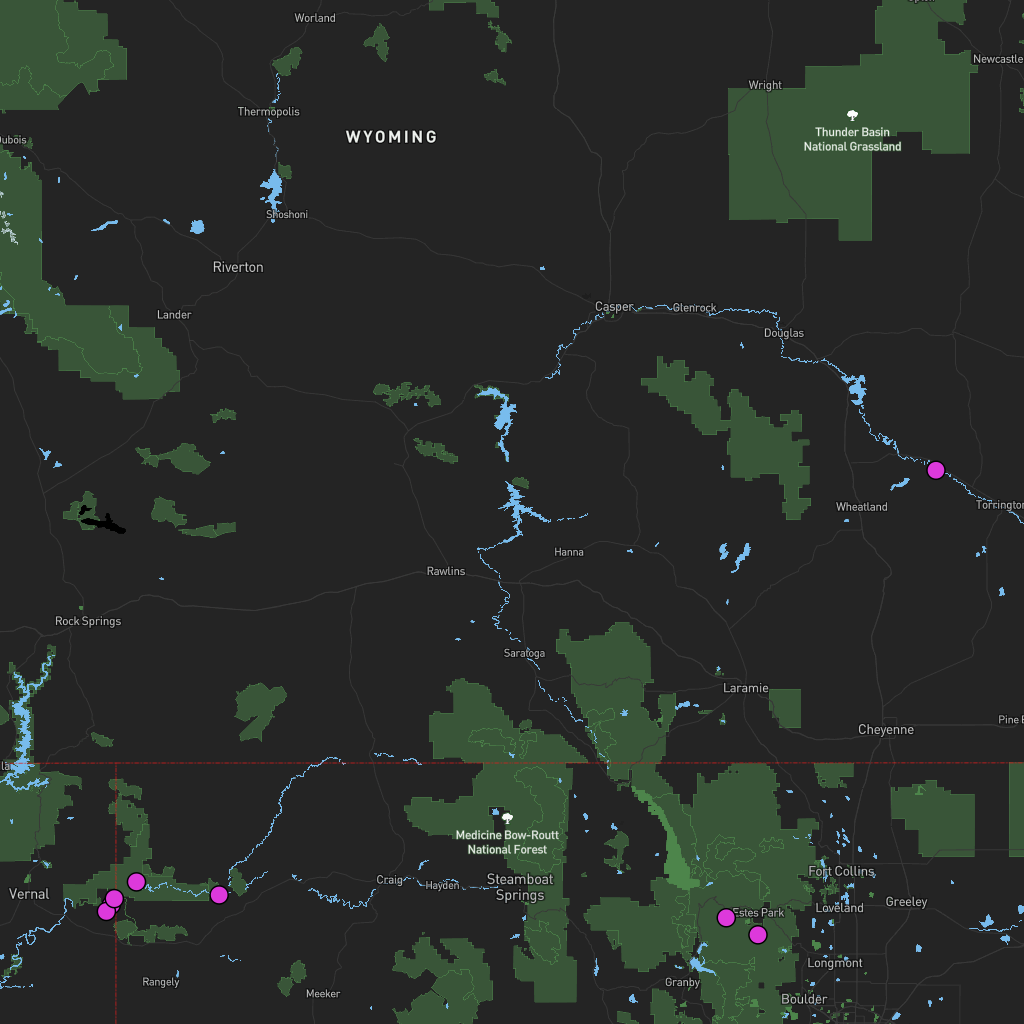 Worland
Newcastle
Wright
Thermopolis
WYOMING
Thunder Basin
National Grassland
Dubois
Shoshoni
Riverton
Casper
Glenrock
Lander
Douglas
Wheatland
Torrington
Hanna
Rawlins
Rock Springs
Saratoga
Laramie
Cheyenne
Pine B
la
Medicine Bow-Routt
National Forest
Fort Collins
Craig
Hayden
Steamboat
Springs
Vernal
Greeley
Loveland
Estes Park
Longmont
Rangely
Meeker
Granby
Boulder